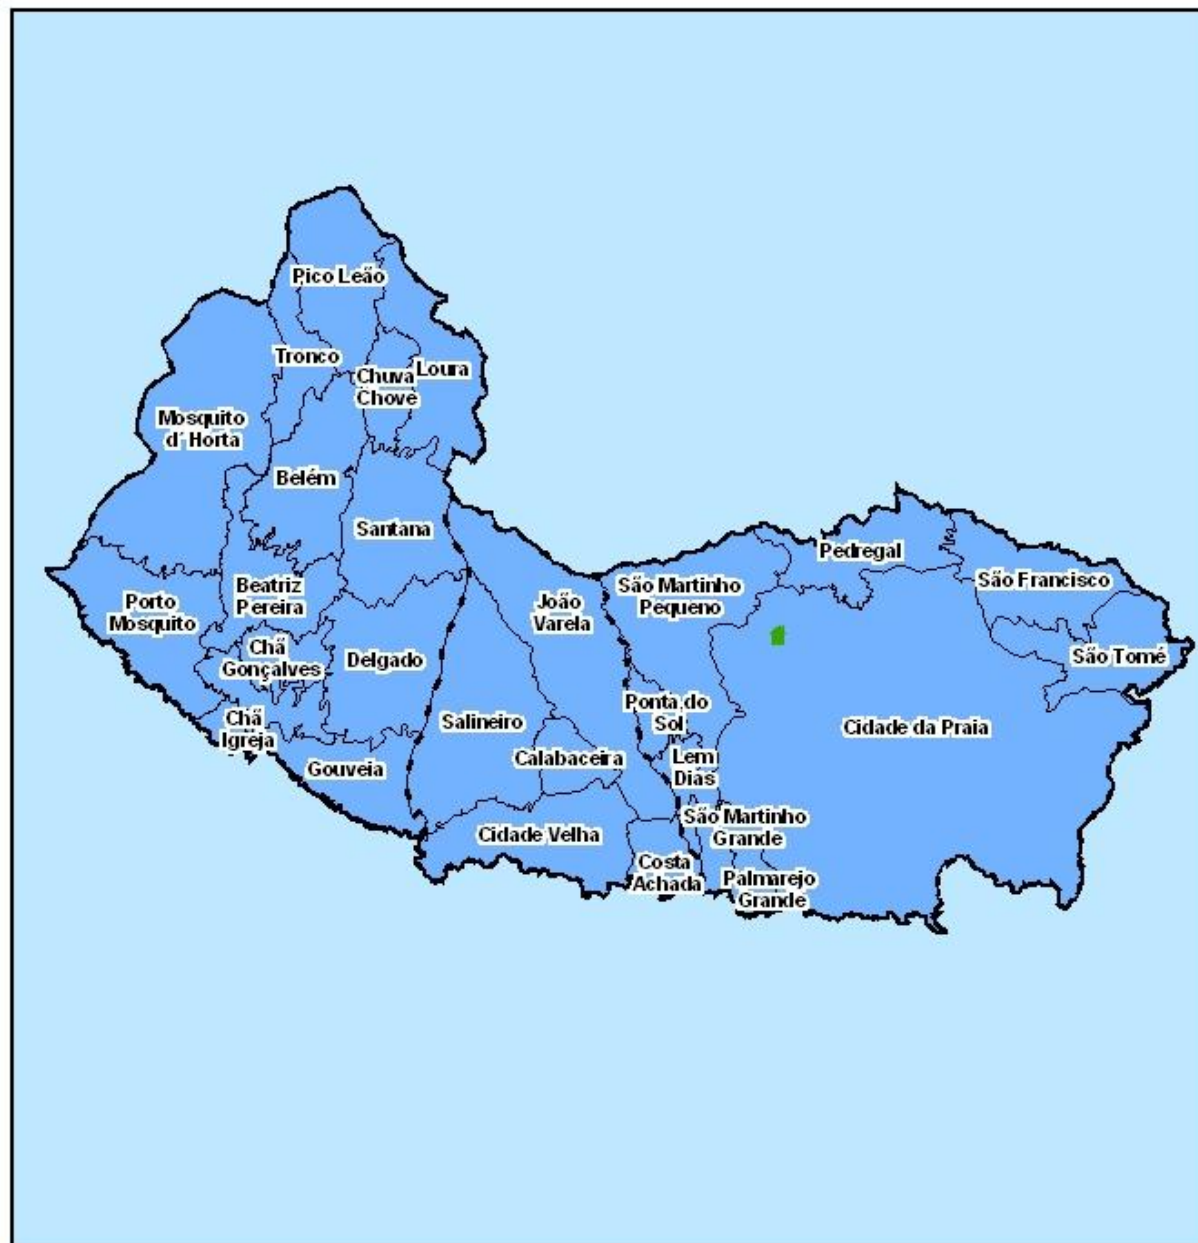 Pico Leão
Tronco
Chuva
Chove
Loura
Mosquito
d´ Horta
Belém
Santana
Pedregal
São Francisco
São Martinho
Pequeno
Beatriz
Pereira
Porto
Mosquito
João
Varela
Chã
Gonçalves
Delgado
São Tomé
Ponta do
Sol
Chã
Igreja
Salineiro
Cidade da Praia
Calabaceira
Lem
Dias
Gouveia
São Martinho
Grande
Cidade Velha
Costa
Achada
Palmarejo
Grande